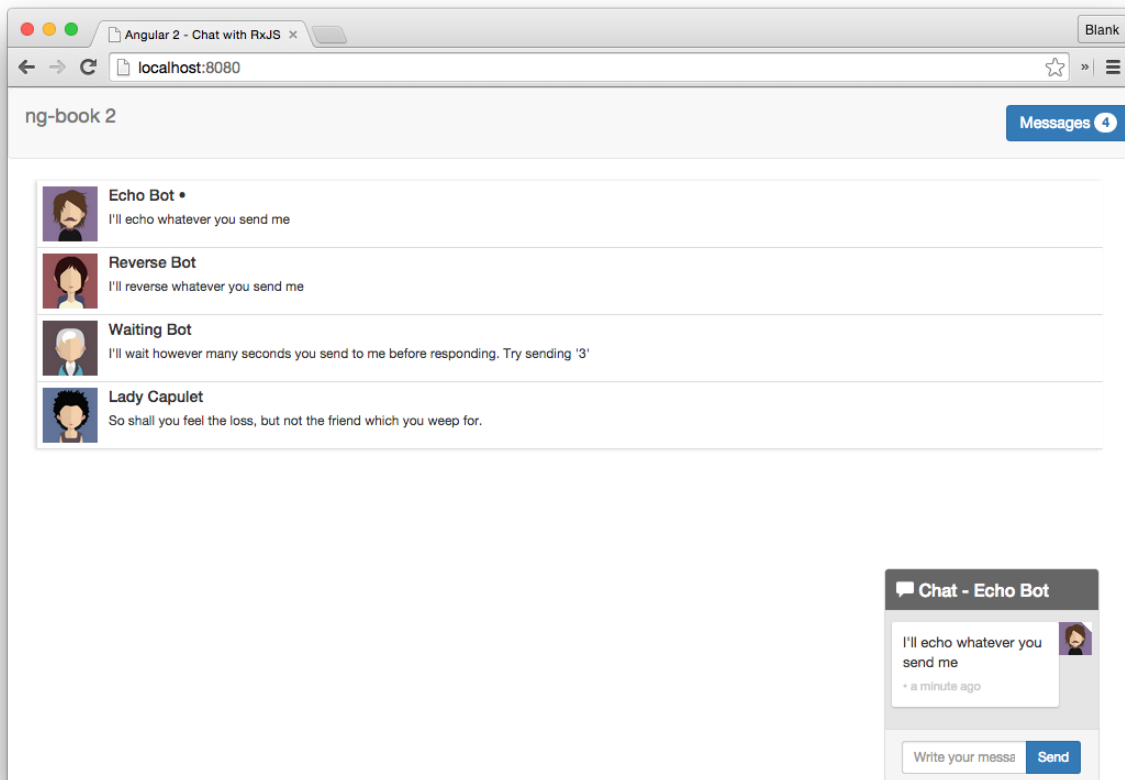 Angular 2 - Chat with RxJS
Blank
localhost:8080
ng-book 2
Messages 4
Echo Bot •
I'll echo whatever you send me
Reverse Bot
I'll reverse whatever you send me
Waiting Bot
I'll wait however many seconds you send to me before responding. Try sending '3'
Lady Capulet
So shall you feel the loss, but not the friend which you weep for.
Chat - Echo Bot
I'll echo whatever you
send me
• a minute ago
Write your messa
Send